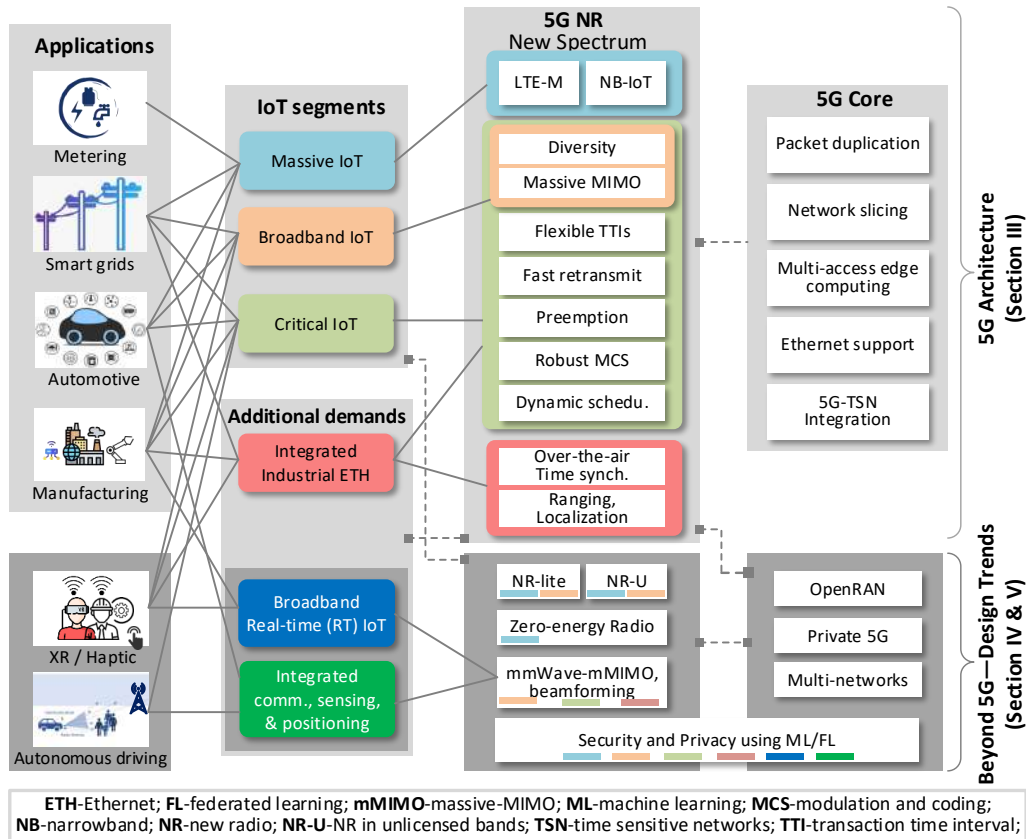 Applications
Metering
Smart grids
Automotive
Manufacturing
XR / Haptic
Autonomous driving
IoT segments
Massive IoT
Broadband IoT
Critical IoT
Additional demands
Integrated
Industrial ETH
Broadband
Real-time (RT) IoT
Integrated
comm., sensing,
& positioning
5G NR
New Spectrum
LTE-M
NB-IoT
Diversity
Massive MIMO
Flexible TTIs
Fast retransmit
Preemption
Robust MCS
Dynamic schedu.
Over-the-air
Time synch.
Ranging,
Localization
NR-lite
NR-U
Zero-energy Radio
mmWave-mMIMO,
beamforming
Security and Privacy using ML/FL
5G Core
Packet duplication
Network slicing
Multi-access edge
computing
Ethernet support
5G-TSN
Integration
OpenRAN
Private 5G
Multi-networks
5G Architecture
(Section III)
Beyond 5G—Design Trends
(Section IV & V)
ETH-Ethernet; FL-federated learning; mMIMO-massive-MIMO; ML-machine learning; MCS-modulation and coding;
NB-narrowband; NR-new radio; NR-U-NR in unlicensed bands; TSN-time sensitive networks; TTI-transaction time interval;